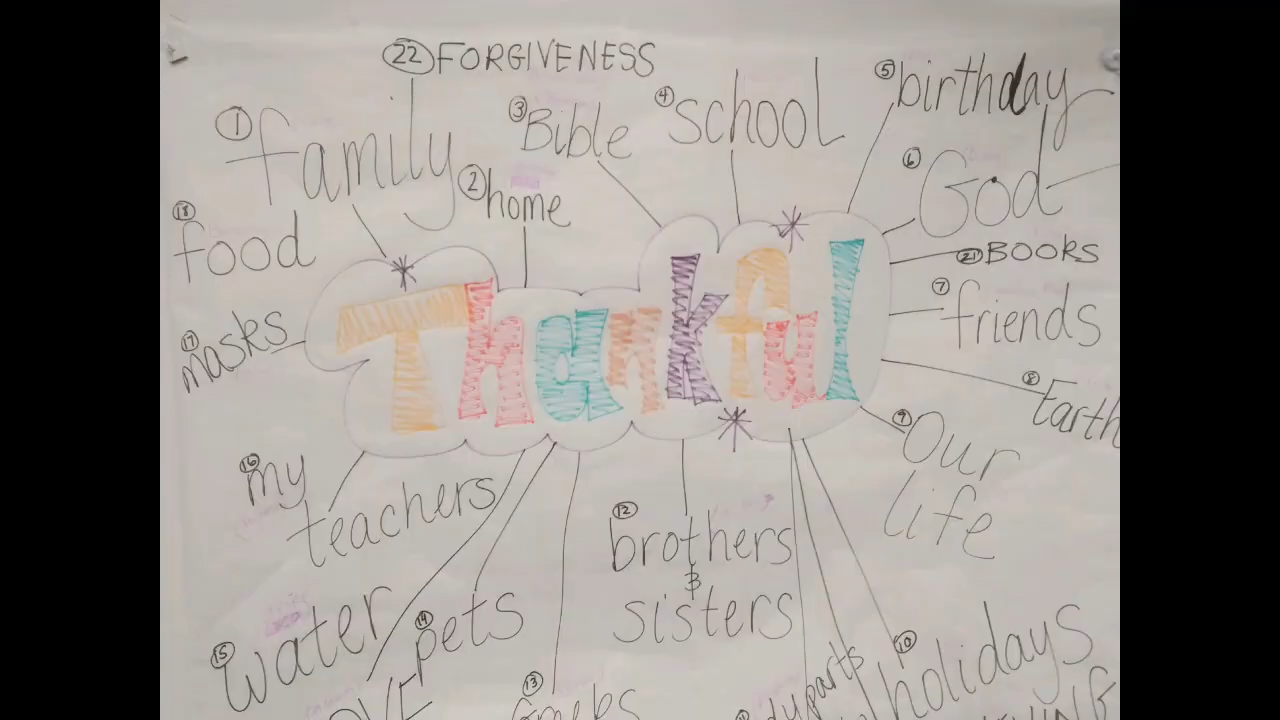 22 FORGIVENESS
1 family
2 home
3 Bible
4 school
5 birthday
6 God
21 BOOKS
7 friends
8 Earth
9 Our
life
18 food
17 masks
Thankful
16 my
teachers
12 brothers
&
sisters
15 water
14 pets
13
10 holidays
parts